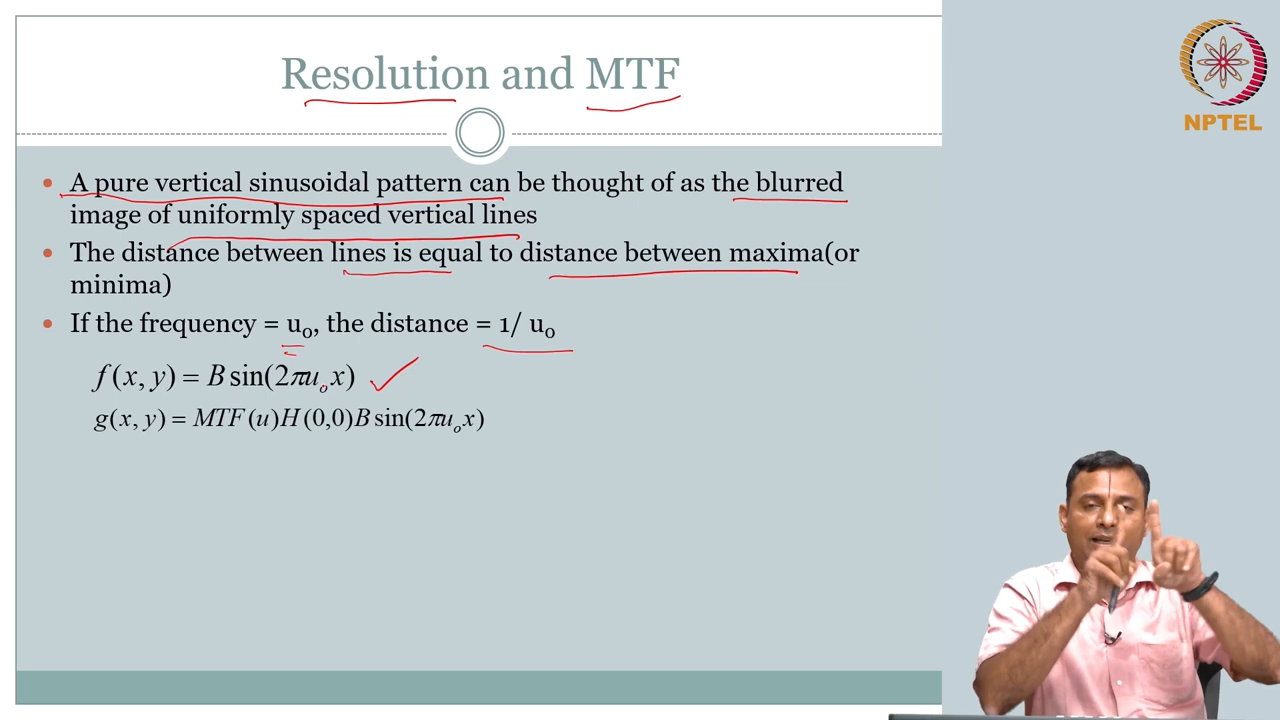 Resolution and MTF
NPTEL
• A pure vertical sinusoidal pattern can be thought of as the blurred
image of uniformly spaced vertical lines
• The distance between lines is equal to distance between maxima(or
minima)
• If the frequency = u₀, the distance = 1/ u₀
f(x, y) = B sin(2πu₀x)
g(x, y) = MTF(u)H(0,0)B sin(2πu₀x)